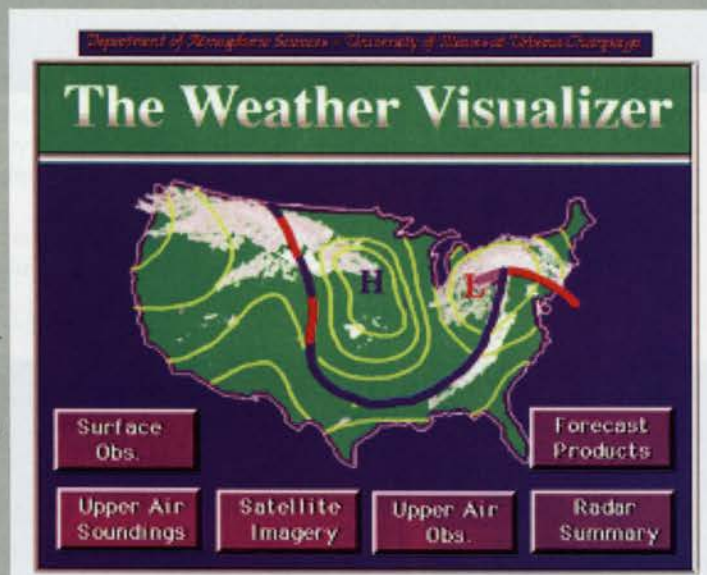 Department of Atmospheric Sciences - University of Illinois at Urbana Champaign
The Weather Visualizer
H
L
Surface
Obs.
Forecast
Products
Upper Air
Soundings
Satellite
Imagery
Upper Air
Obs.
Radar
Summary